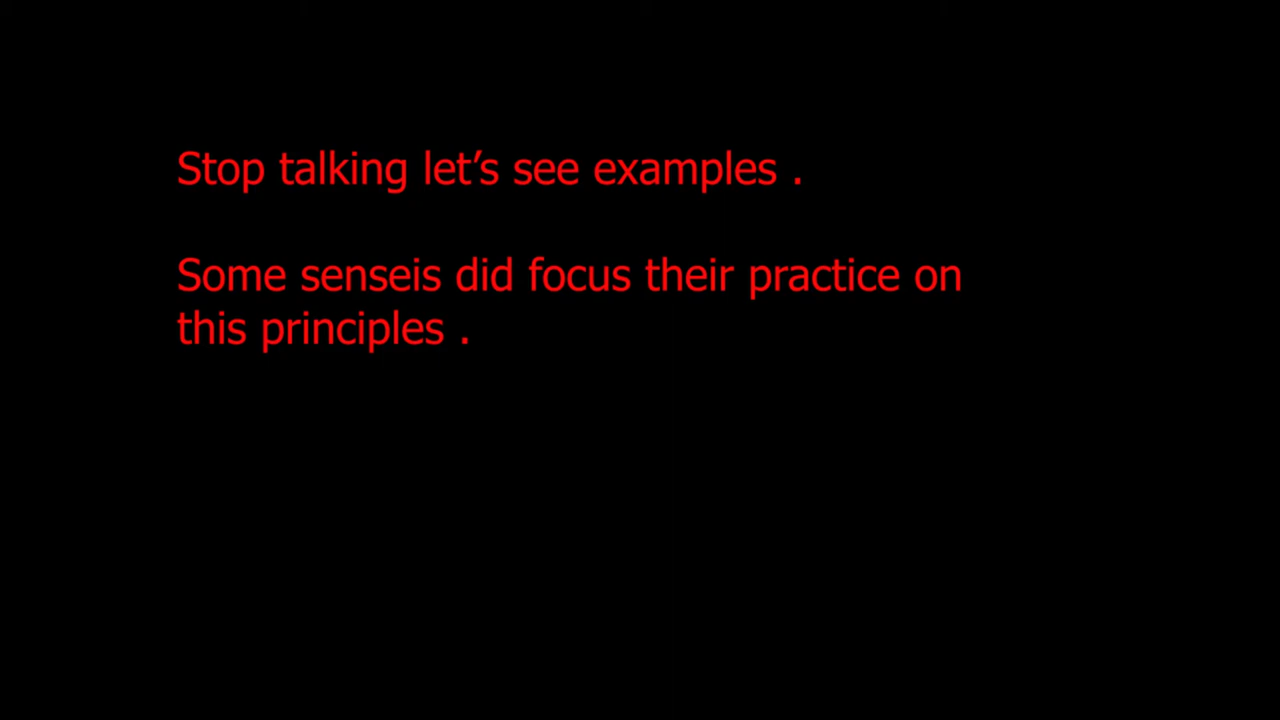 Stop talking let’s see examples .
Some senseis did focus their practice on
this principles .